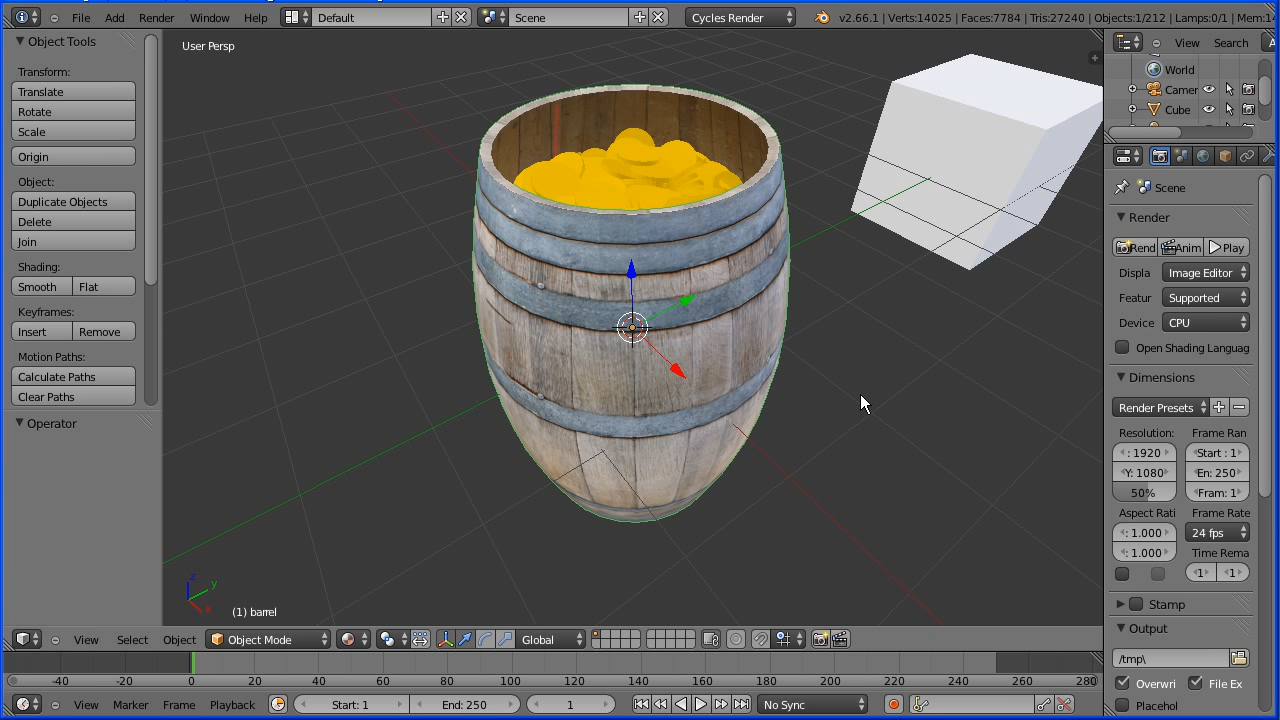 File Add Render Window Help Default Scene Cycles Render v2.66.1 | Verts:14025 | Faces:7784 | Tris:27240 | Objects:1/212 | Lamps:0/1 | Mem:14
Object Tools
Transform:
Translate
Rotate
Scale
Origin
Object:
Duplicate Objects
Delete
Join
Shading:
Smooth Flat
Keyframes:
Insert Remove
Motion Paths:
Calculate Paths
Clear Paths
Operator
User Persp
z
y
x
(1) barrel
View Search A
World
Camer
Cube
Scene
Render
Rend Anim Play
Displa Image Editor
Featur Supported
Device CPU
Open Shading Languag
Dimensions
Render Presets
Resolution: Frame Ran
: 1920 Start : 1
Y: 1080 En: 250
50% Fram: 1
Aspect Rati Frame Rate
: 1.000 24 fps
: 1.000 Time Rema
1 1
Stamp
Output
/tmp\
Overwri File Ex
Placehol
View Select Object Object Mode Global
-40 -20 0 20 40 60 80 100 120 140 160 180 200 220 240 260 280
View Marker Frame Playback Start: 1 End: 250 1 No Sync